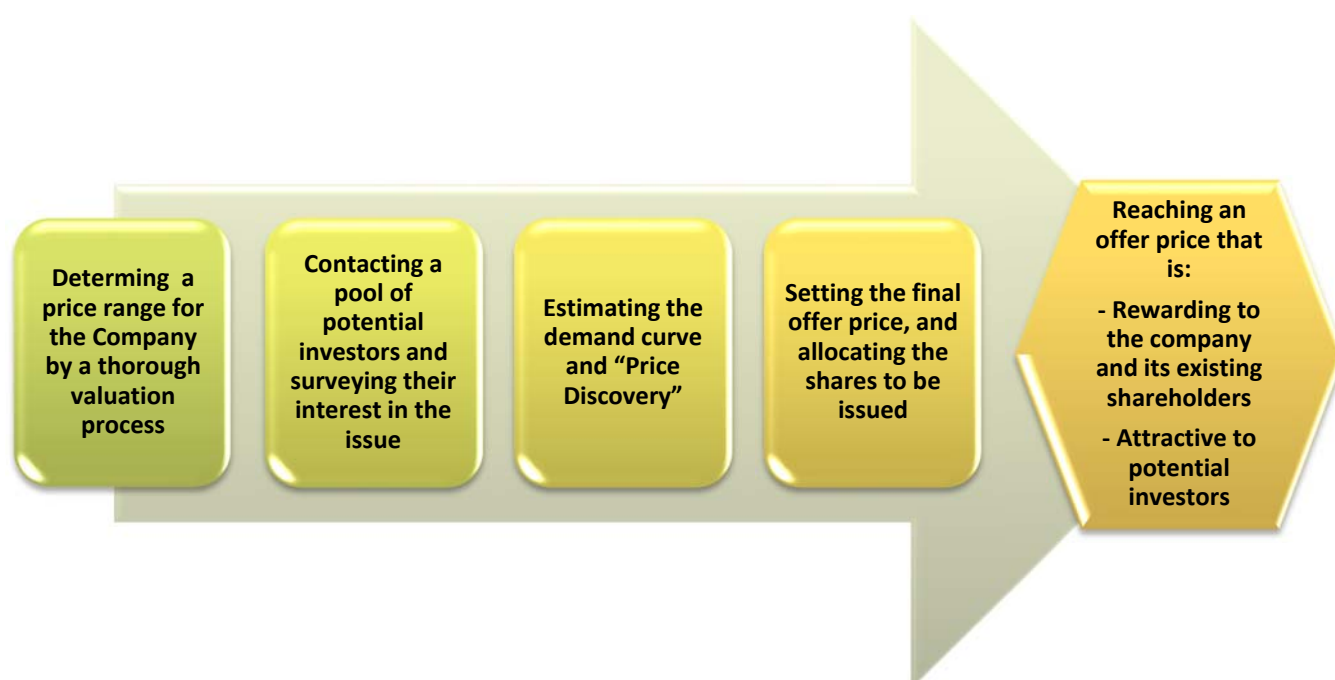 Determing a
price range for
the Company
by a thorough
valuation
process
Contacting a
pool of
potential
investors and
surveying their
interest in the
issue
Estimating the
demand curve
and “Price
Discovery”
Setting the final
offer price, and
allocating the
shares to be
issued
Reaching an
offer price that
is:
- Rewarding to
the company
and its existing
shareholders
- Attractive to
potential
investors